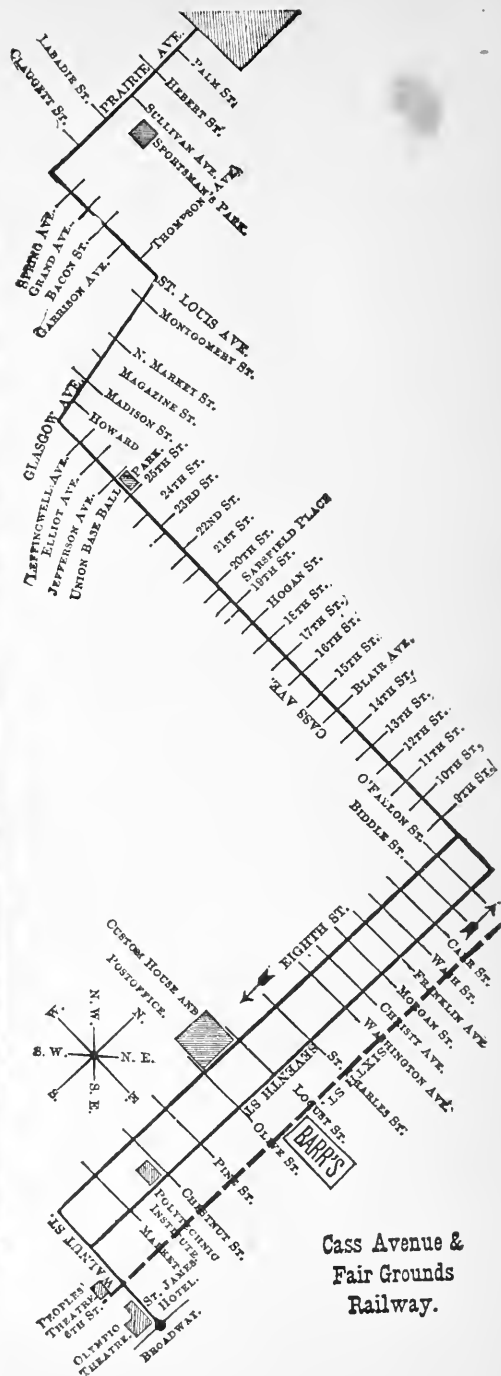 PALM ST.
HEBERT ST.
PRAIRIE AVE.
LABADIE ST.
CLAGGETT ST.
SULLIVAN AVE.
SPORTSMAN'S PARK.
THOMPSON AVE.
SPRING AVE.
GRAND AVE.
BACON ST.
GARRISON AVE.
ST. LOUIS AVE.
MONTGOMERY ST.
N. MARKET ST.
MAGAZINE ST.
MADISON ST.
GLASGOW AVE.
HOWARD
LEFFINGWELL AVE.
ELLIOT AVE.
JEFFERSON AVE.
UNION BASE BALL PARK.
25TH ST.
24TH ST.
23RD ST.
22ND ST.
21ST ST.
20TH ST.
SARSFIELD PLACE
19TH ST.
HOGAN ST.
18TH ST.
17TH ST.
16TH ST.
15TH ST.
BLAIR AVE.
CASS AVE.
14TH ST.
13TH ST.
12TH ST.
11TH ST.
10TH ST.
9TH ST.
O'FALLON ST.
BIDDLE ST.
CARR ST.
WASH ST.
FRANKLIN AVE
MORGAN ST.
CHRISTY AVE.
WASHINGTON AVE.
EIGHTH ST.
SEVENTH ST
SIXTH ST.
ST. CHARLES ST.
LOCUST ST.
OLIVE ST.
BARR'S
CUSTOM HOUSE AND
POSTOFFICE.
N.
N. W.
W.
S. W.
N. E.
S
S. E.
E.
PINE ST.
CHESTNUT ST.
POLYTECHNIC
INSTITUTE
MARKET ST
WALNUT ST.
ST. JAMES
HOTEL.
PEOPLES'
THEATRE
6TH ST.
OLYMPIC
THEATRE.
BROADWAY.
Cass Avenue &
Fair Grounds
Railway.